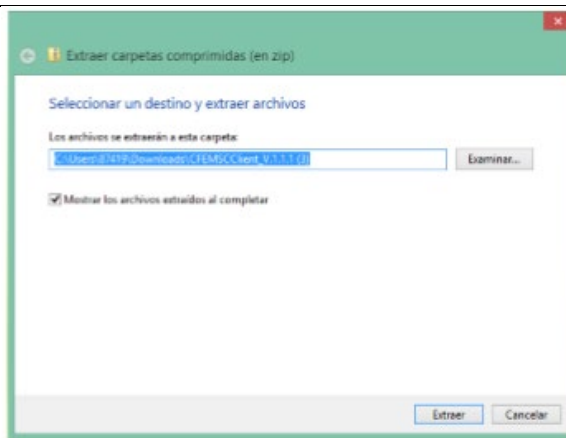 Extraer carpetas comprimidas (en zip)
Seleccionar un destino y extraer archivos
Los archivos se extraerán a esta carpeta:
C:\Users\87419\Downloads\CFEMSCClient_V.1.1.1 (3)
Examinar...
Mostrar los archivos extraídos al completar
Extraer
Cancelar